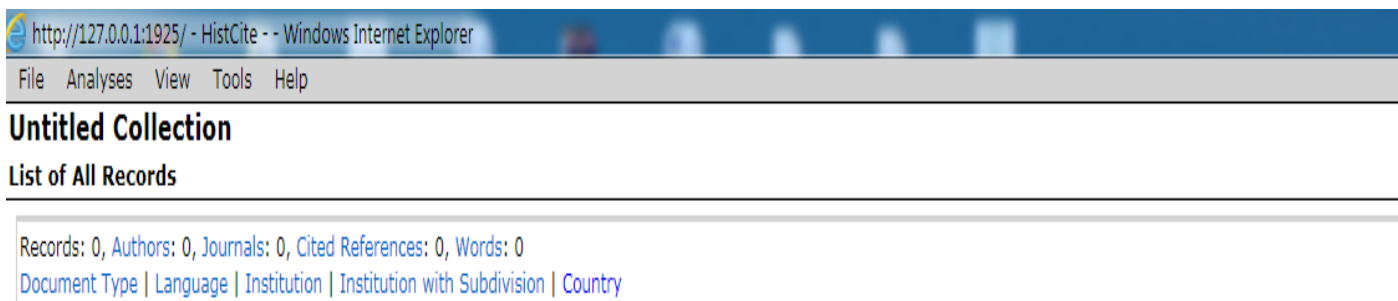 http://127.0.0.1:1925/ - HistCite - - Windows Internet Explorer
File Analyses View Tools Help
Untitled Collection
List of All Records
Records: 0, Authors: 0, Journals: 0, Cited References: 0, Words: 0
Document Type | Language | Institution | Institution with Subdivision | Country